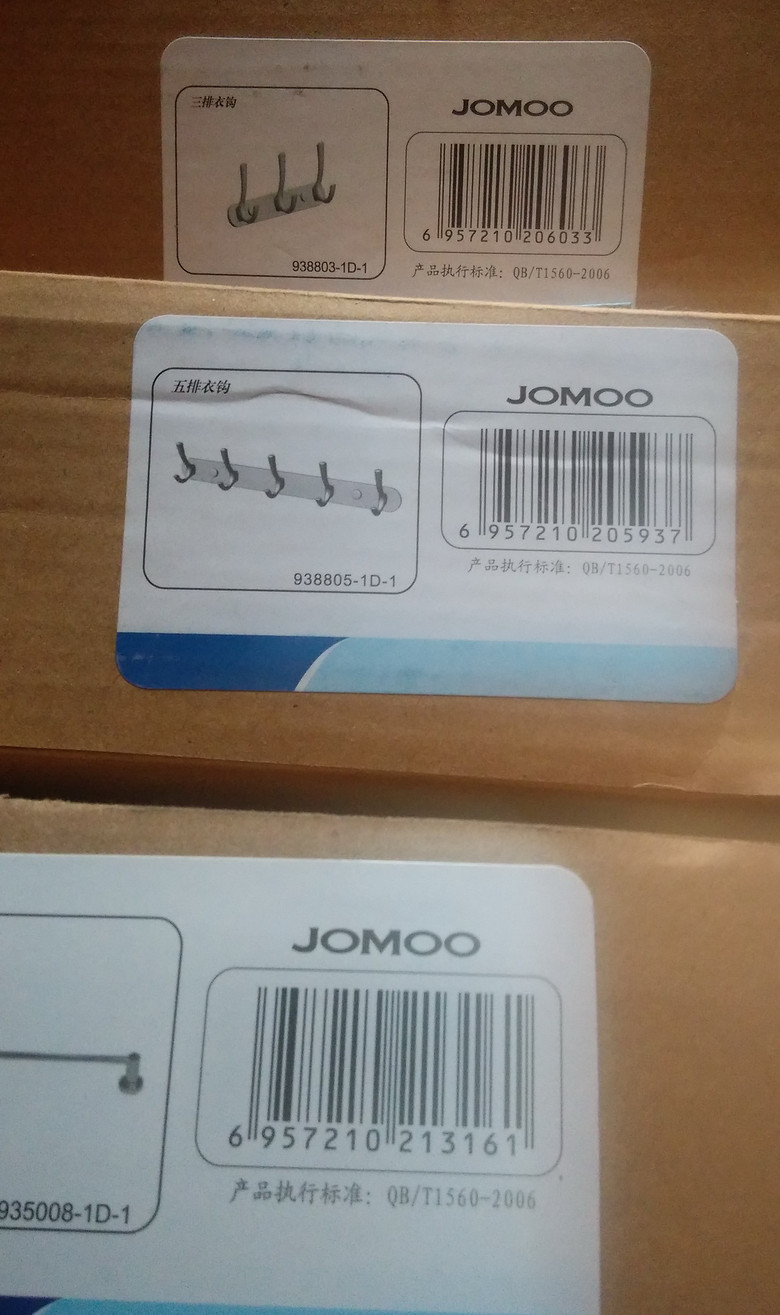 三排衣钩
JOMOO
6 957210 206033
938803-1D-1
产品执行标准: QB/T1560-2006
五排衣钩
JOMOO
6 957210 205937
938805-1D-1
产品执行标准: QB/T1560-2006
JOMOO
6 957210 213161
935008-1D-1
产品执行标准: QB/T1560-2006